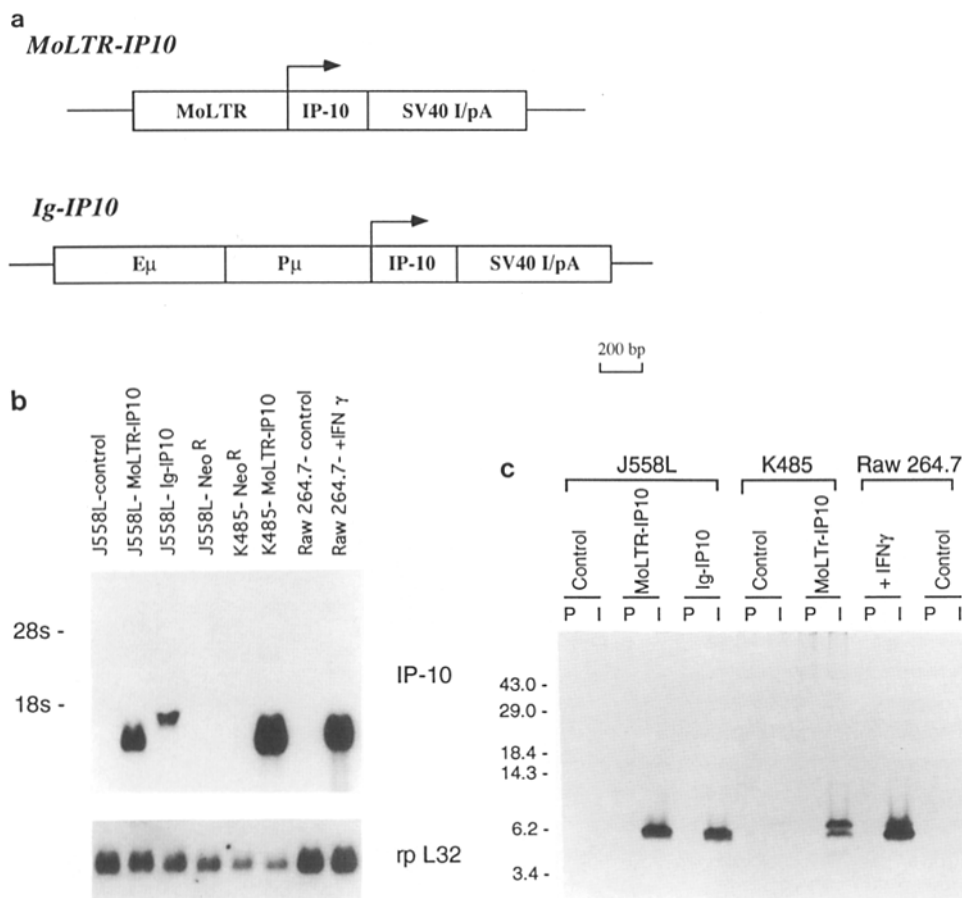 a
MoLTR-IP10
MoLTR IP-10 SV40 I/pA
Ig-IP10
Eμ Pμ IP-10 SV40 I/pA
200 bp
b
J558L-control
J558L- MoLTR-IP10
J558L- Ig-IP10
J558L- Neo R
K485- Neo R
K485- MoLTR-IP10
Raw 264.7- control
Raw 264.7- +IFN γ
28s -
18s -
IP-10
rp L32
c
J558L K485 Raw 264.7
Control
MoLTR-IP10
Ig-IP10
Control
MoLTr-IP10
+ IFNγ
Control
P I P I P I P I P I P I P I
43.0 -
29.0 -
18.4 -
14.3 -
6.2 -
3.4 -